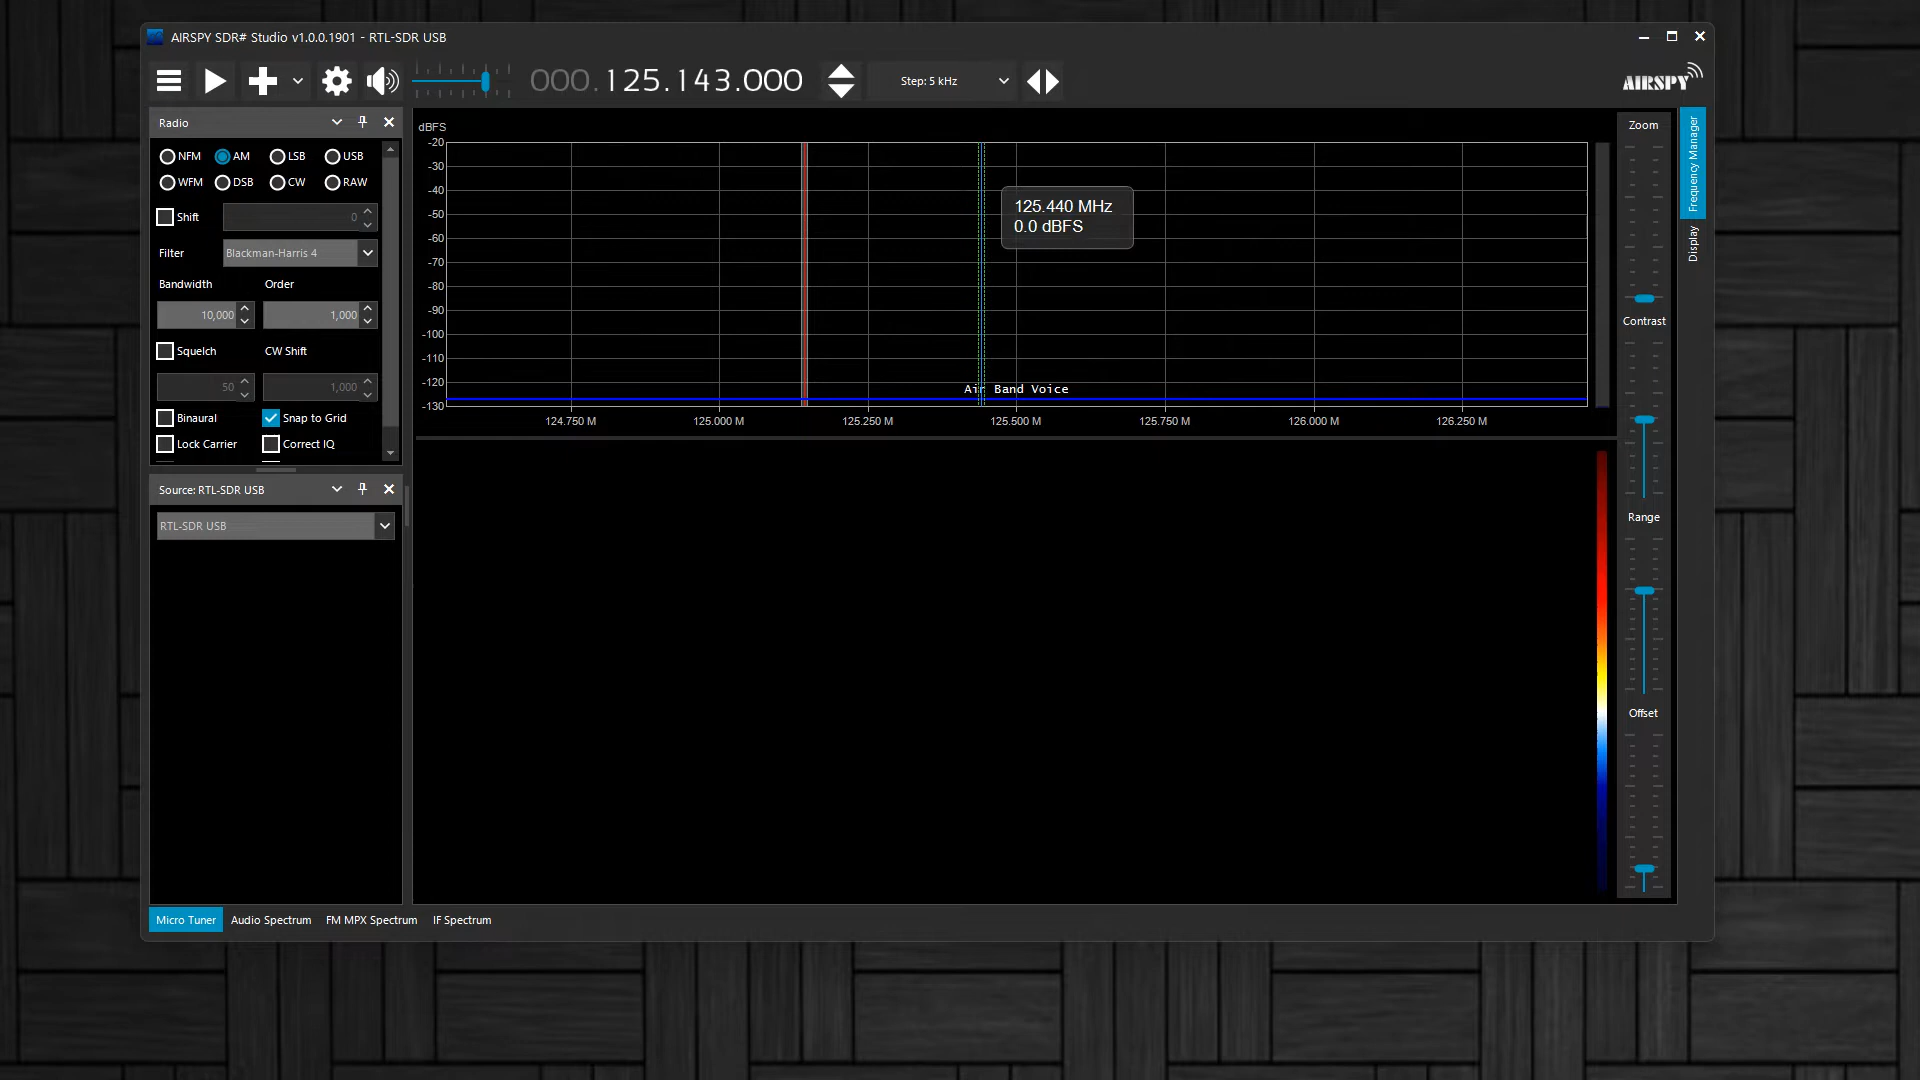 AIRSPY SDR# Studio v1.0.0.1901 - RTL-SDR USB
000.125.143.000
Step: 5 kHz
AIRSPY
Radio
NFM AM LSB USB
WFM DSB CW RAW
Shift 0
Filter Blackman-Harris 4
Bandwidth Order
10,000 1,000
Squelch CW Shift
50 1,000
Binaural Snap to Grid
Lock Carrier Correct IQ
Source: RTL-SDR USB
RTL-SDR USB
dBFS
-20
-30
-40
-50
-60
-70
-80
-90
-100
-110
-120
-130
125.440 MHz
0.0 dBFS
Air Band Voice
124.750 M 125.000 M 125.250 M 125.500 M 125.750 M 126.000 M 126.250 M
Zoom
Contrast
Range
Offset
Frequency Manager
Display
Micro Tuner Audio Spectrum FM MPX Spectrum IF Spectrum